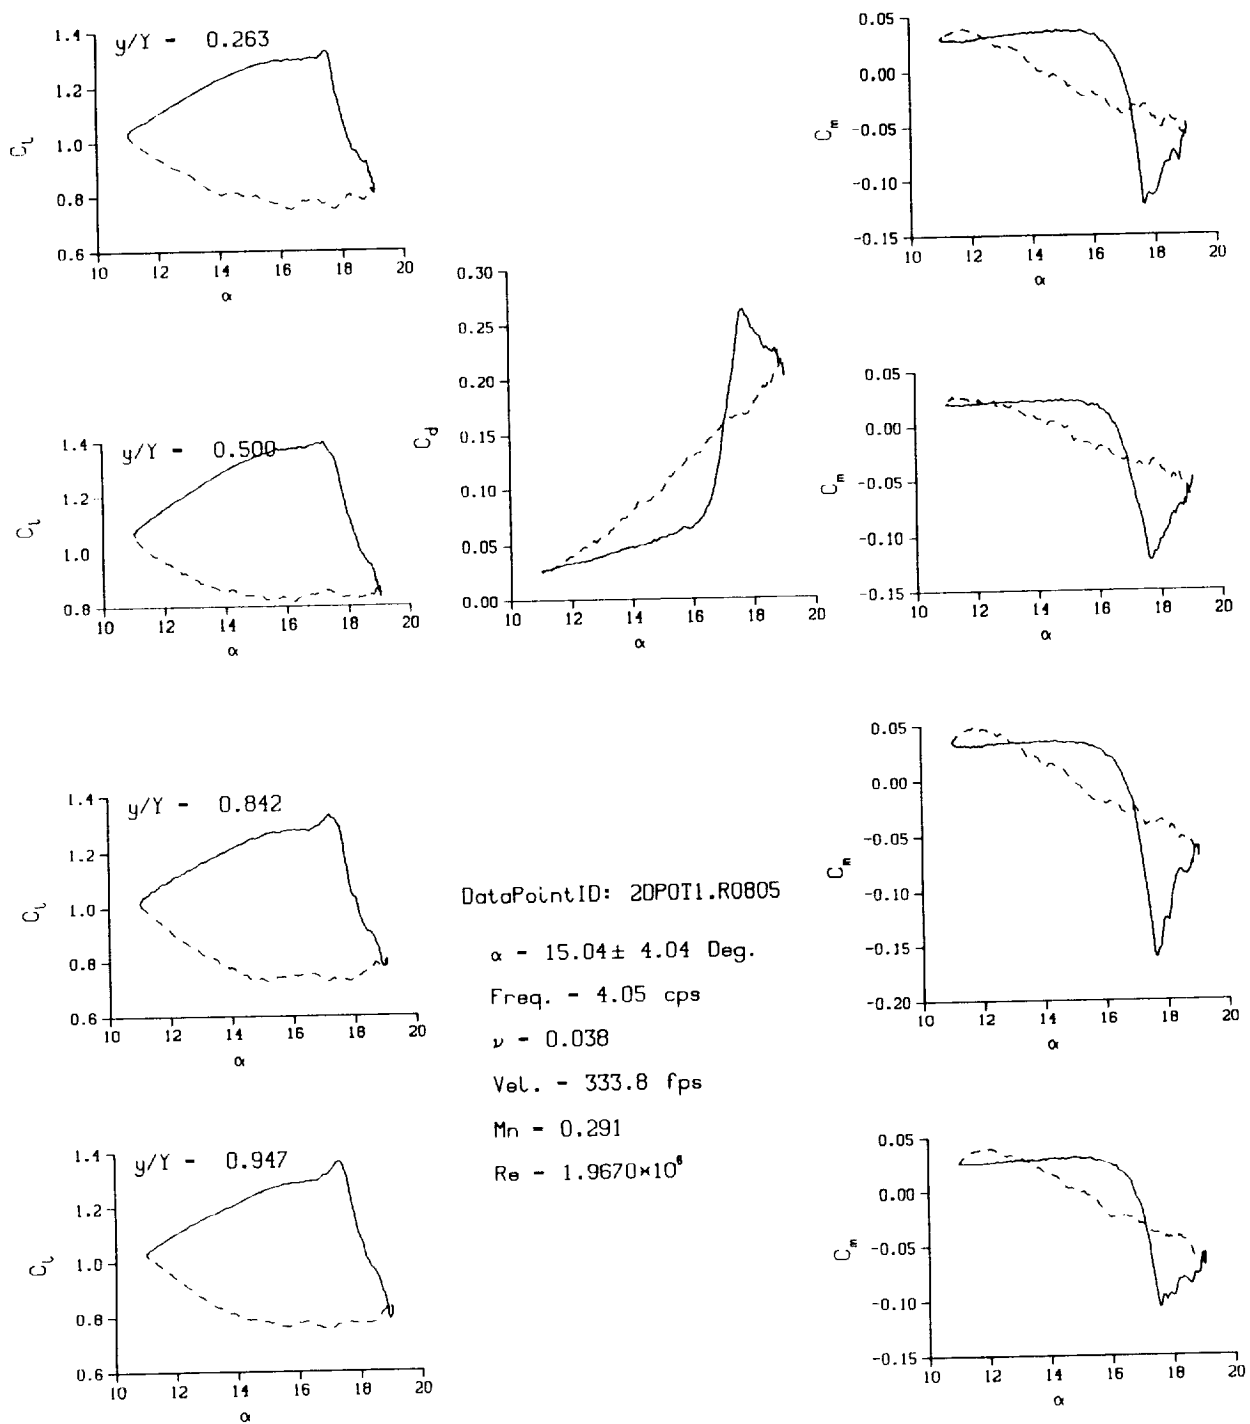 y/Y - 0.263
1.4
1.2
1.0
0.8
0.6
C_l
10 12 14 16 18 20
α
0.05
0.00
-0.05
-0.10
-0.15
C_m
10 12 14 16 18 20
α
0.30
0.25
0.20
0.15
0.10
0.05
0.00
C_d
10 12 14 16 18 20
α
y/Y - 0.500
1.4
1.2
1.0
0.8
C_l
10 12 14 16 18 20
α
0.05
0.00
-0.05
-0.10
-0.15
C_m
10 12 14 16 18 20
α
y/Y - 0.842
1.4
1.2
1.0
0.8
0.6
C_l
10 12 14 16 18 20
α
DataPointID: 2DPOT1.R0805
α - 15.04± 4.04 Deg.
Freq. - 4.05 cps
ν - 0.038
Vel. - 333.8 fps
Mn - 0.291
Re - 1.9670×10⁶
0.05
0.00
-0.05
-0.10
-0.15
-0.20
C_m
10 12 14 16 18 20
α
y/Y - 0.947
1.4
1.2
1.0
0.8
0.6
C_l
10 12 14 16 18 20
α
0.05
0.00
-0.05
-0.10
-0.15
C_m
10 12 14 16 18 20
α